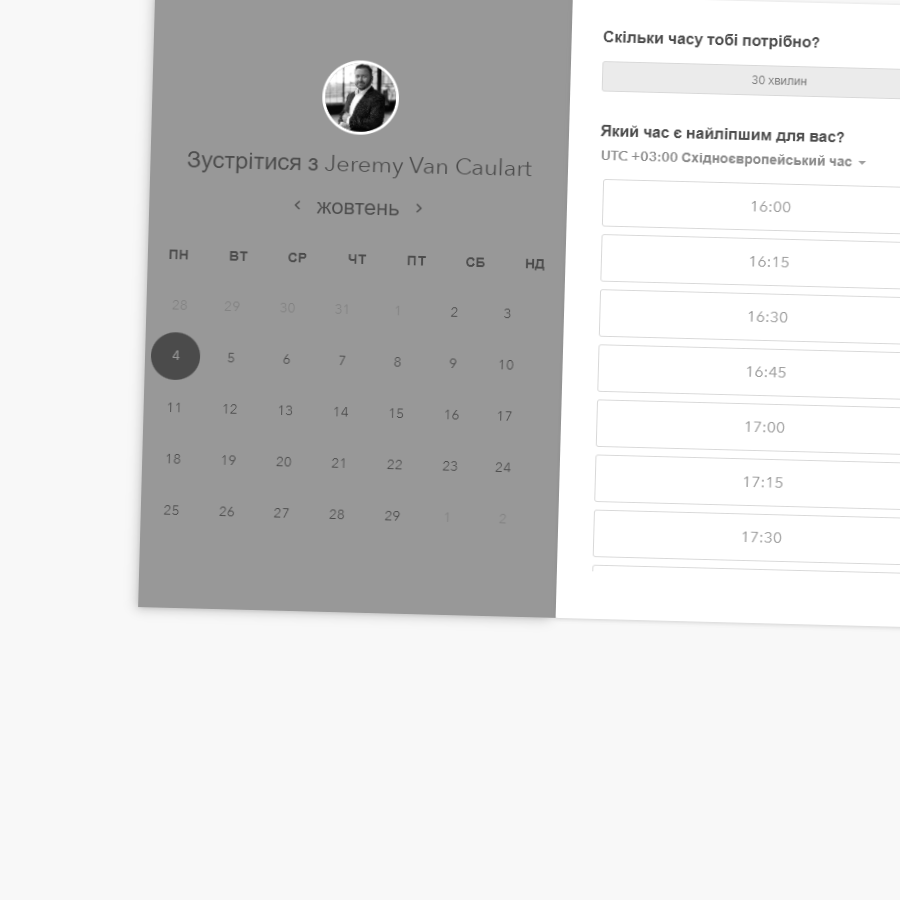 Зустрітися з Jeremy Van Caulart
жовтень
ПН ВТ СР ЧТ ПТ СБ НД
28 29 30 31 1 2 3
4 5 6 7 8 9 10
11 12 13 14 15 16 17
18 19 20 21 22 23 24
25 26 27 28 29 1 2
Скільки часу тобі потрібно?
30 хвилин
Який час є найліпшим для вас?
UTC +03:00 Східноєвропейський час
16:00
16:15
16:30
16:45
17:00
17:15
17:30